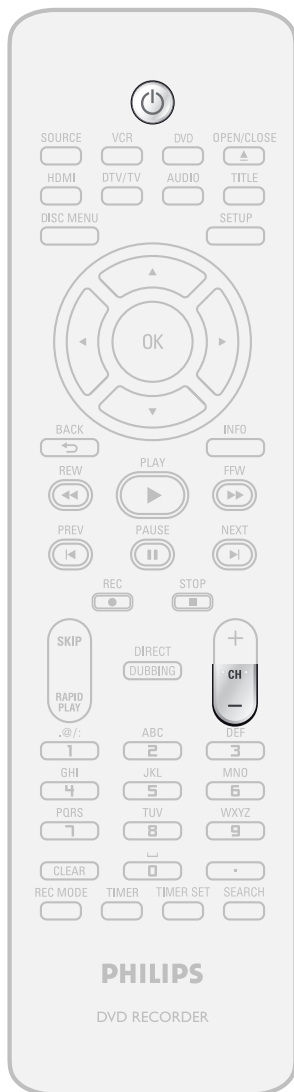 SOURCE VCR DVD OPEN/CLOSE
HDMI DTV/TV AUDIO TITLE
DISC MENU SETUP
OK
BACK INFO
REW PLAY FFW
PREV PAUSE NEXT
REC STOP
SKIP
RAPID
PLAY
DIRECT
DUBBING
+
CH
−
.@/: ABC DEF
1 2 3
GHI JKL MNO
4 5 6
PQRS TUV WXYZ
7 8 9
CLEAR 0 .
REC MODE TIMER TIMER SET SEARCH
PHILIPS
DVD RECORDER